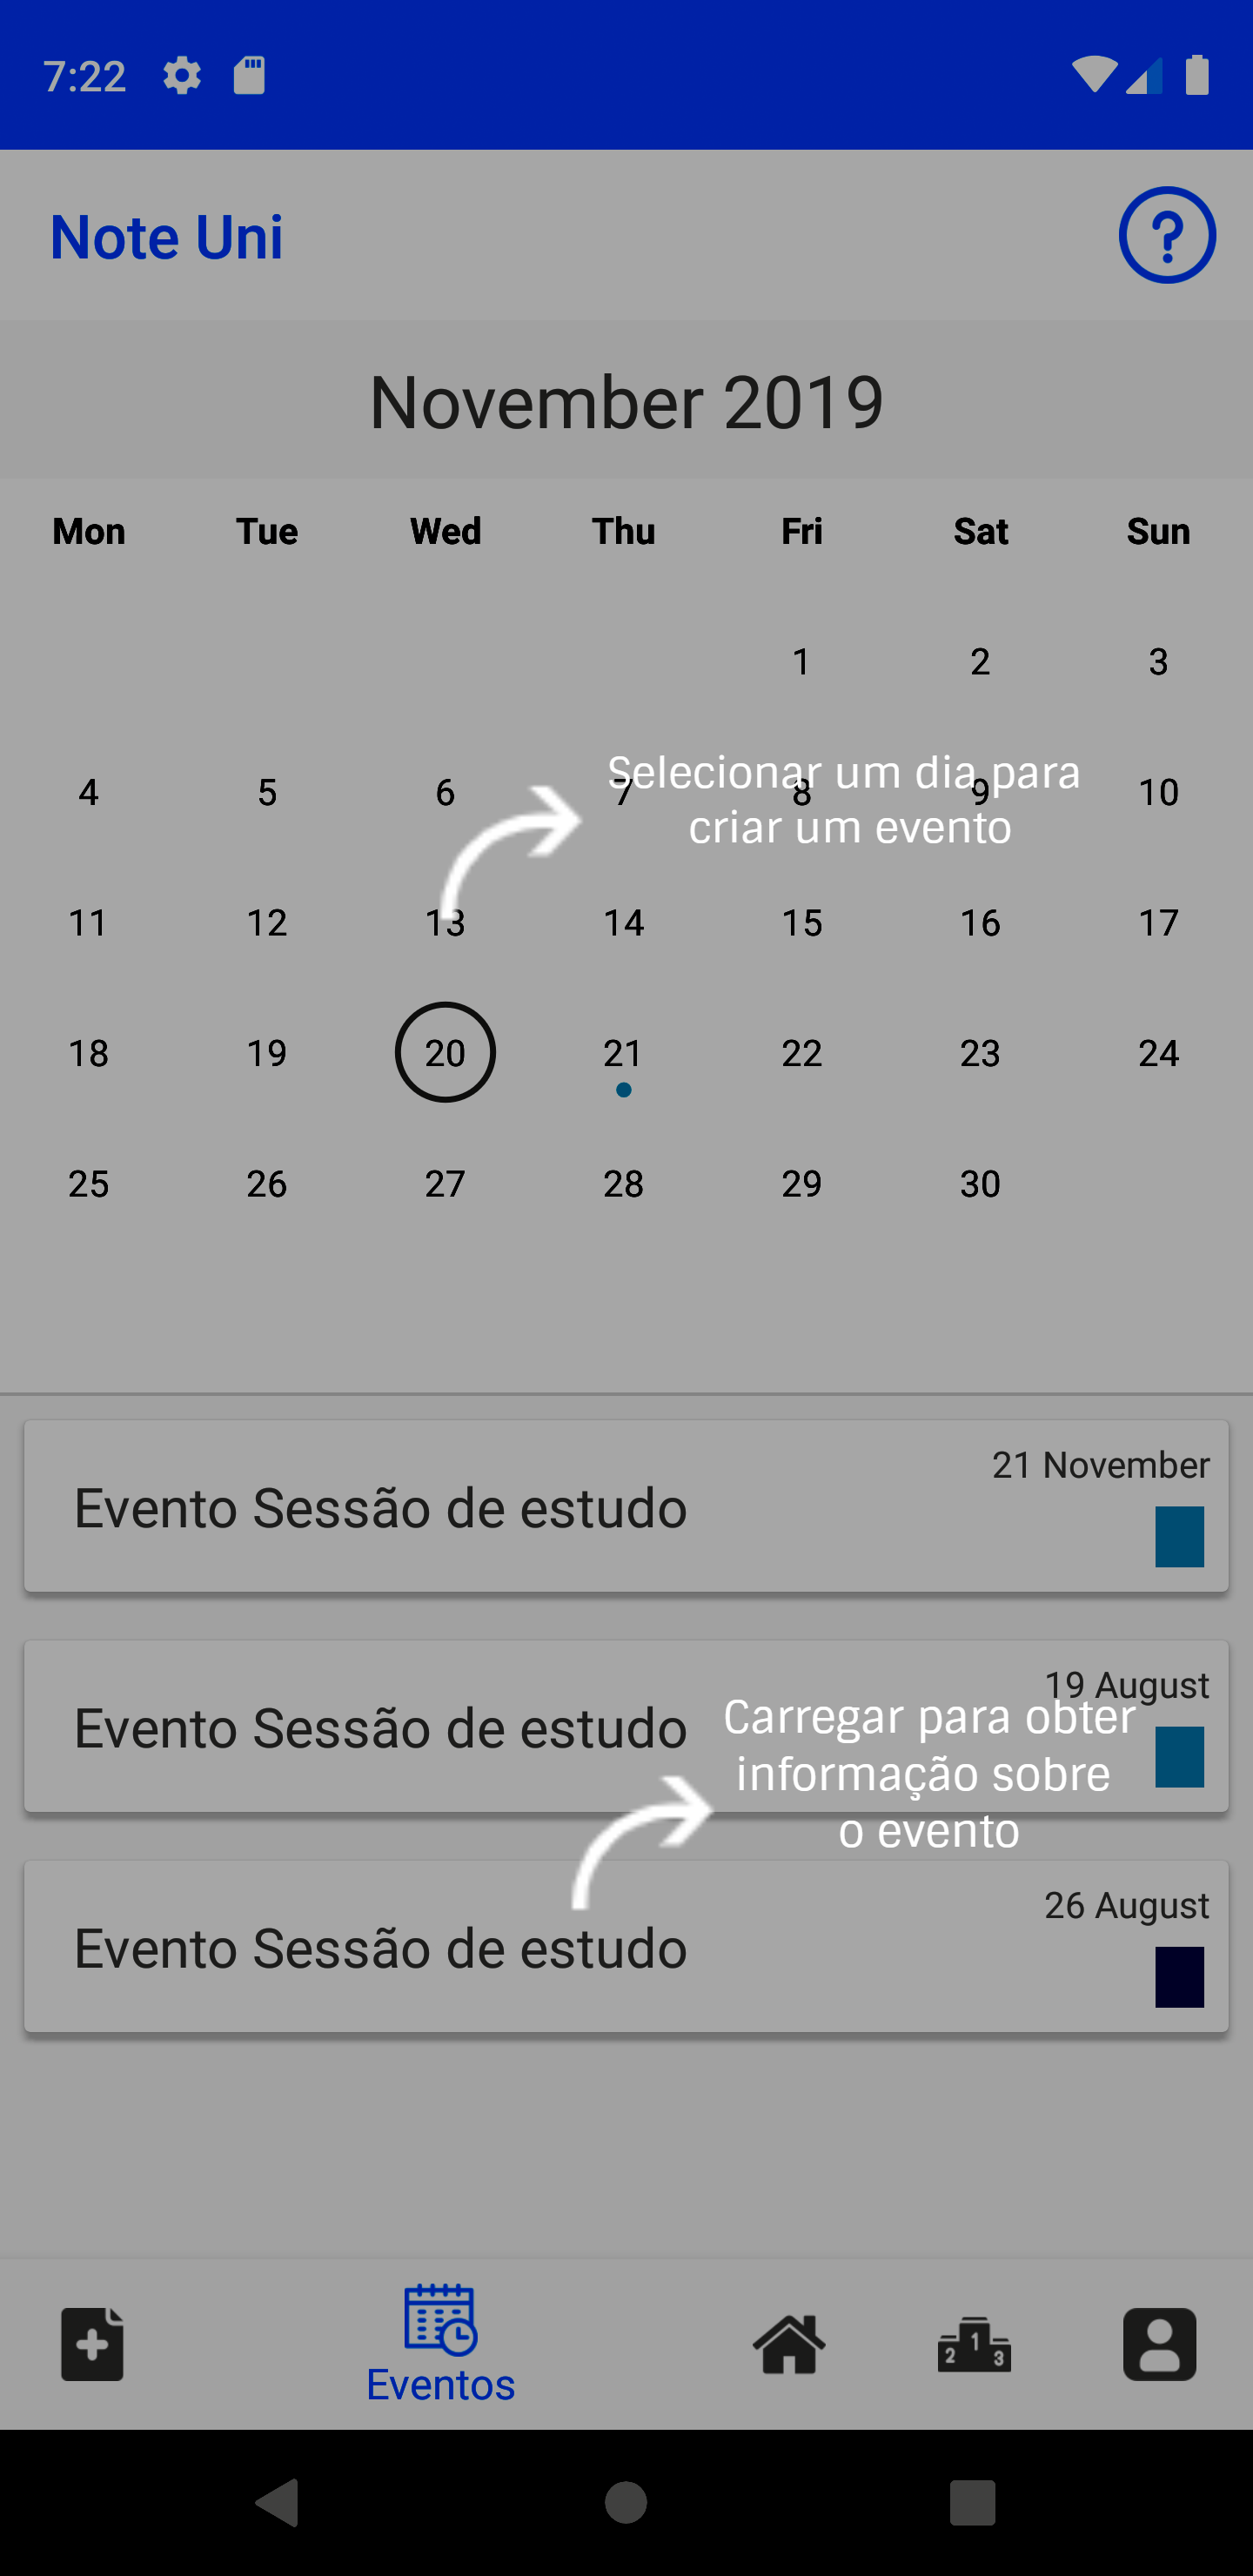 7:22
Note Uni
?
November 2019
Mon Tue Wed Thu Fri Sat Sun
1 2 3
4 5 6 7 8 9 10
Selecionar um dia para
criar um evento
11 12 13 14 15 16 17
18 19 20 21 22 23 24
25 26 27 28 29 30
21 November
Evento Sessão de estudo
19 August
Evento Sessão de estudo
Carregar para obter
informação sobre
o evento
26 August
Evento Sessão de estudo
2 1 3
Eventos